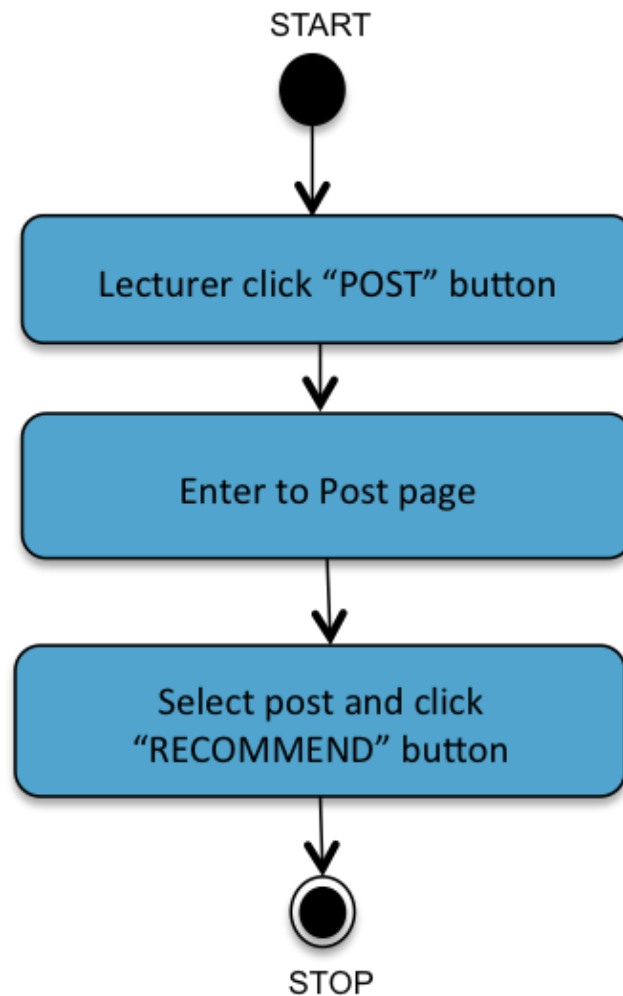 START
Lecturer click “POST” button
Enter to Post page
Select post and click
“RECOMMEND” button
STOP